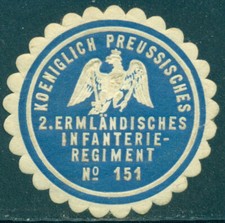 KOENIGLICH PREUSSISCHES
2. ERMLÄNDISCHES
INFANTERIE-
REGIMENT
Nº 151